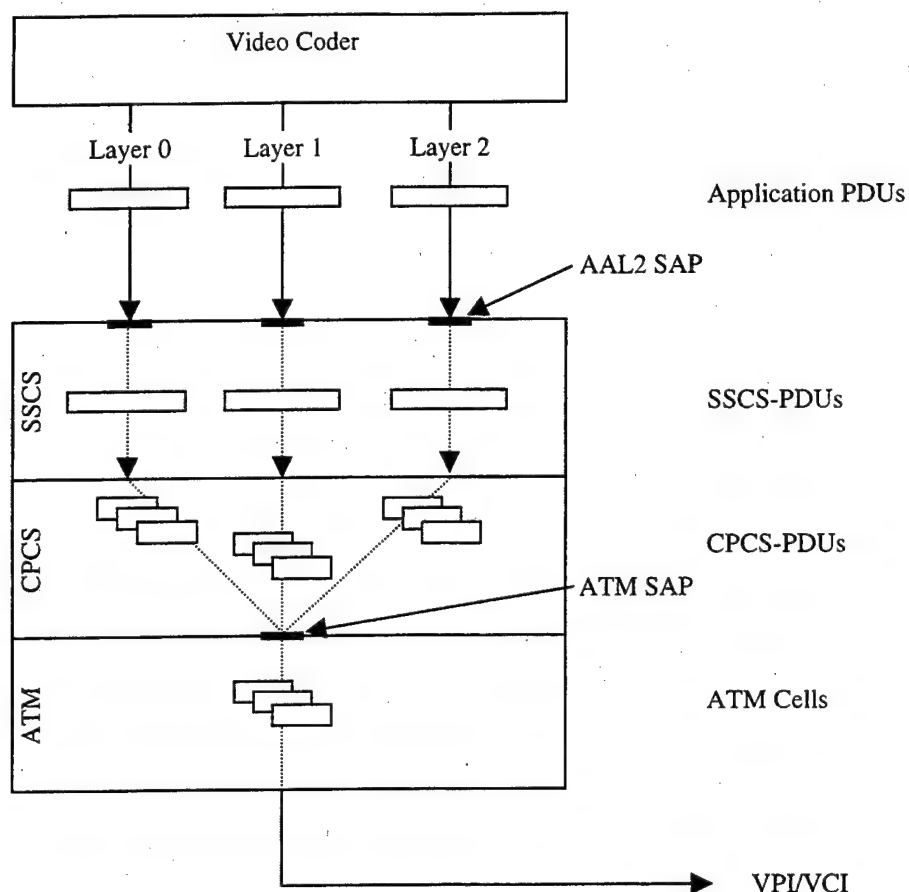 Video Coder
Layer 0
Layer 1
Layer 2
Application PDUs
AAL2 SAP
SSCS
SSCS-PDUs
CPCS
CPCS-PDUs
ATM SAP
ATM
ATM Cells
VPI/VCI